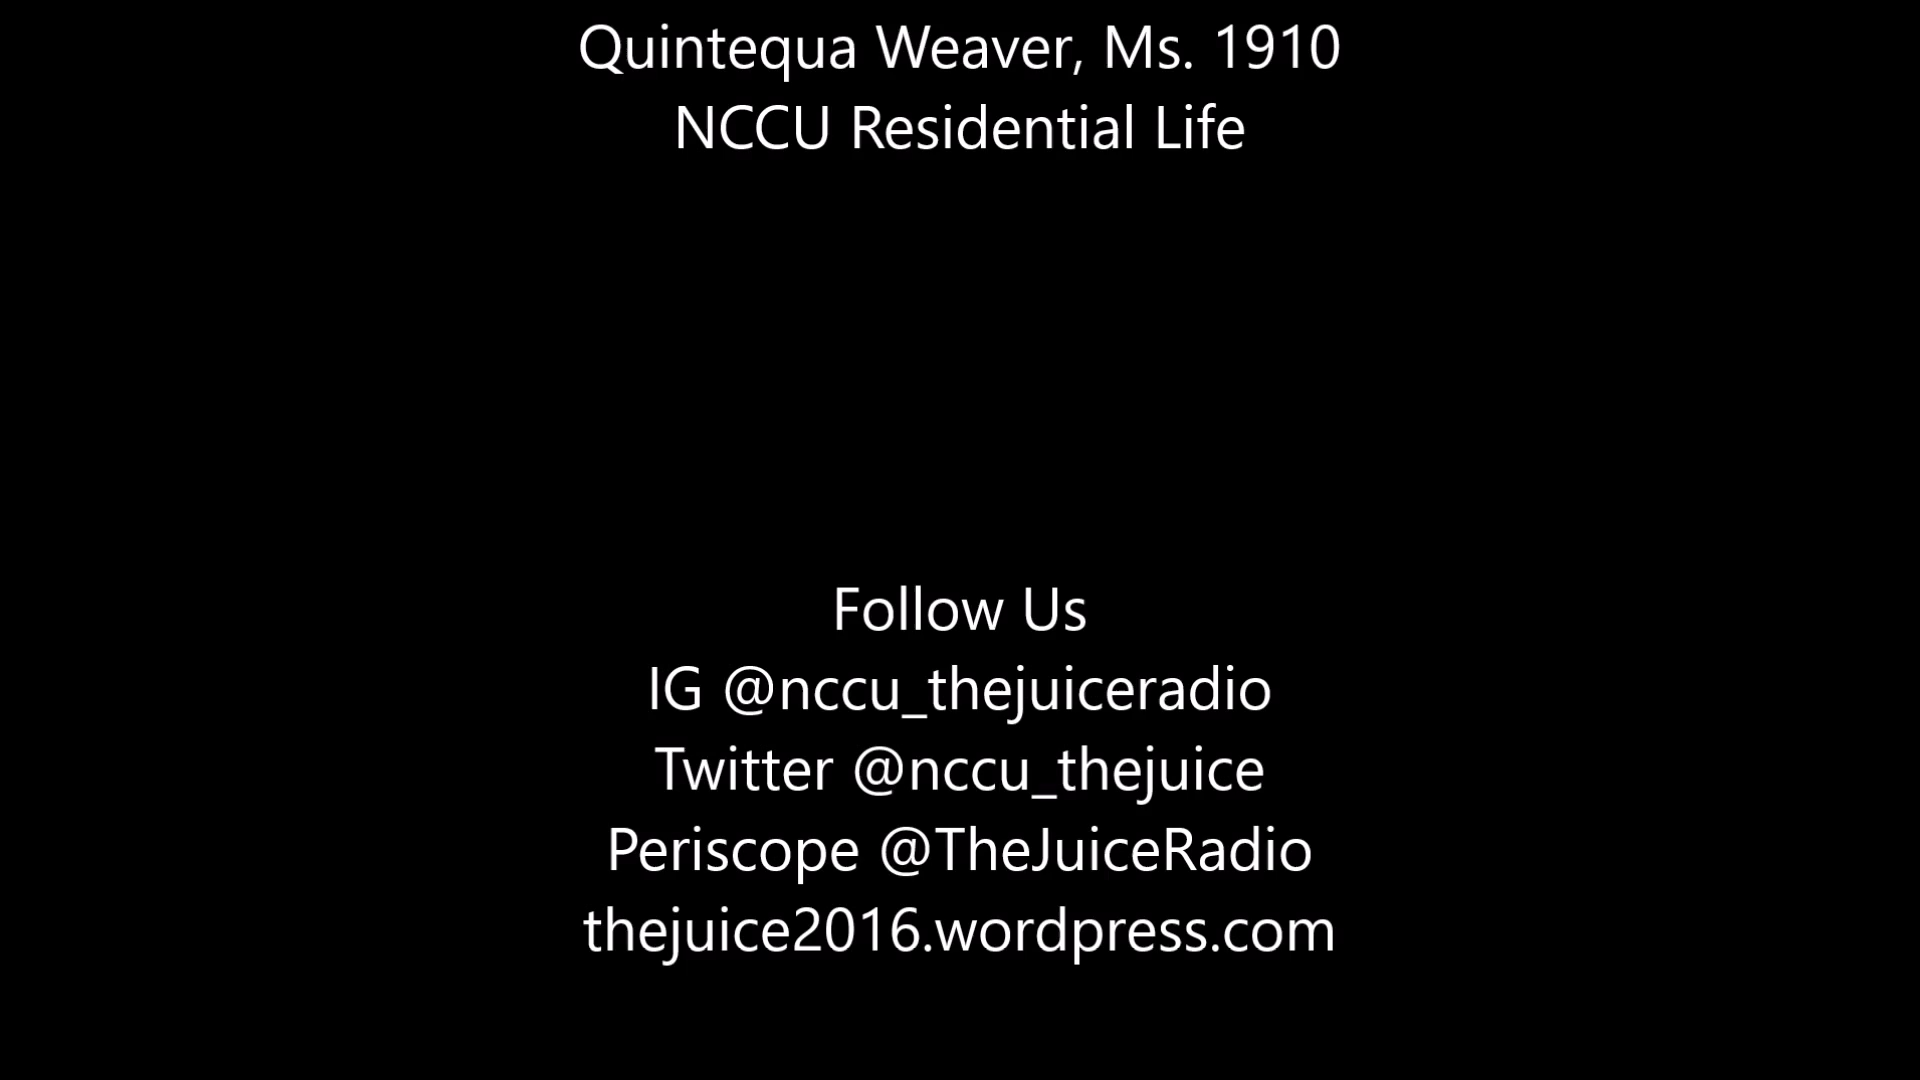 Quintequa Weaver, Ms. 1910
NCCU Residential Life
Follow Us
IG @nccu_thejuiceradio
Twitter @nccu_thejuice
Periscope @TheJuiceRadio
thejuice2016.wordpress.com